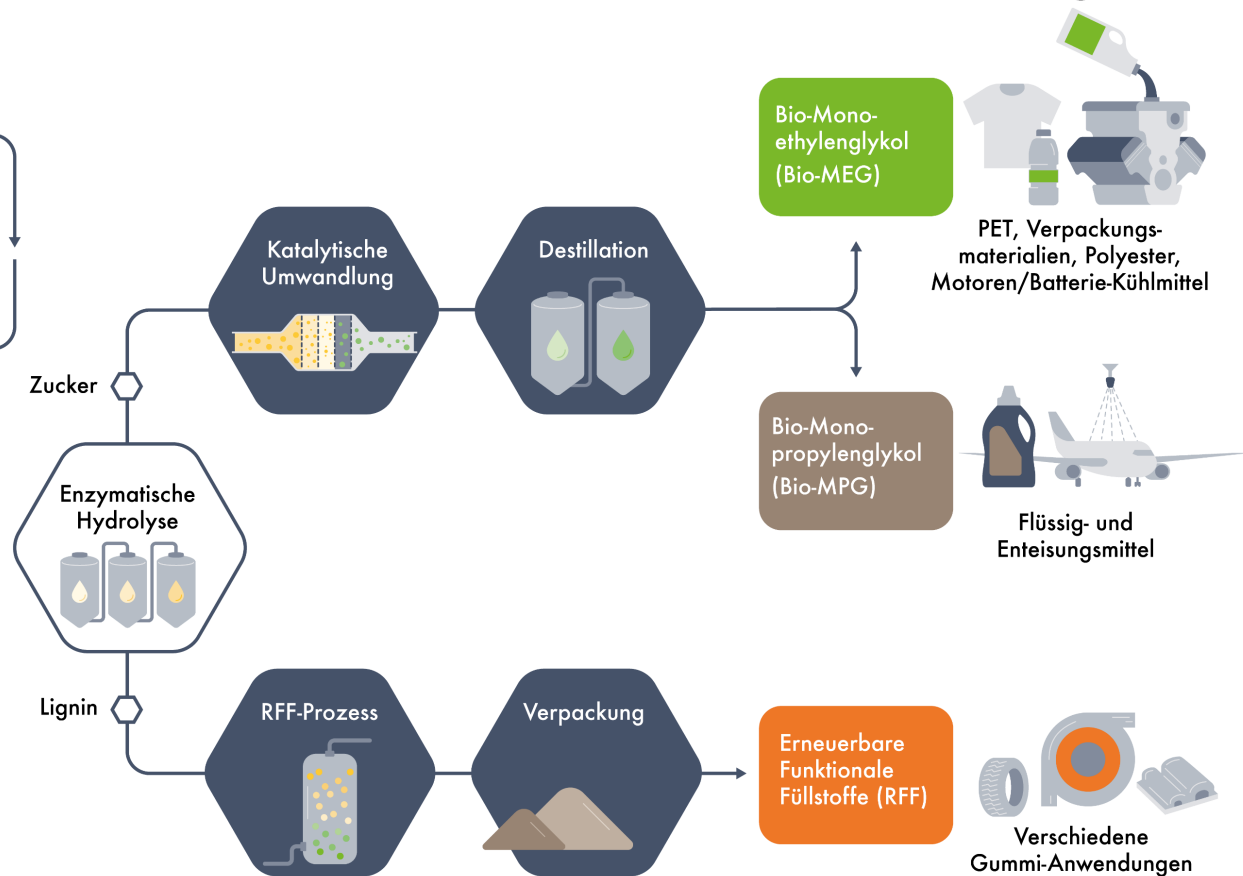 Bio-Mono-
ethylenglykol
(Bio-MEG)
PET, Verpackungs-
materialien, Polyester,
Motoren/Batterie-Kühlmittel
Katalytische
Umwandlung
Destillation
Zucker
Bio-Mono-
propylenglykol
(Bio-MPG)
Flüssig- und
Enteisungsmittel
Enzymatische
Hydrolyse
Lignin
RFF-Prozess
Verpackung
Erneuerbare
Funktionale
Füllstoffe (RFF)
Verschiedene
Gummi-Anwendungen